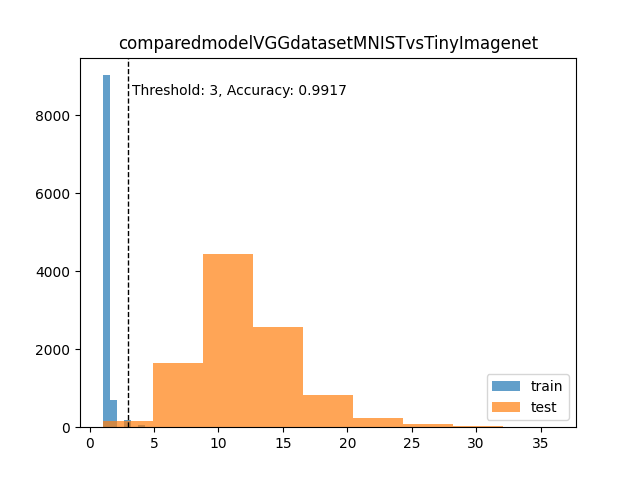 comparedmodelVGGdatasetMNISTvsTinyImagenet
Threshold: 3, Accuracy: 0.9917
8000
6000
4000
2000
0
train
test
0 5 10 15 20 25 30 35